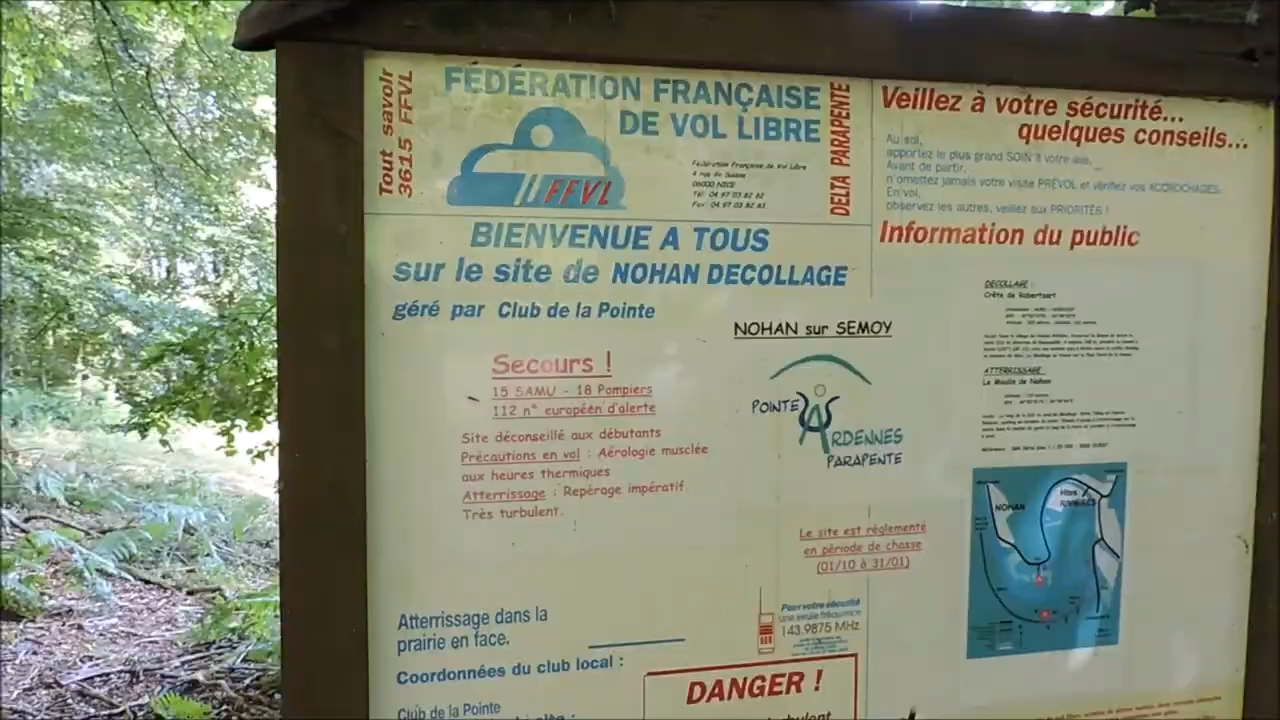 Tout savoir
3615 FFVL
FÉDÉRATION FRANÇAISE
DE VOL LIBRE
FFVL
Fédération Française de Vol Libre
4 rue de Suisse
06000 NICE
Tél: 04 97 03 82 82
Fax: 04 97 03 82 83
DELTA PARAPENTE
BIENVENUE A TOUS
sur le site de NOHAN DECOLLAGE
géré par Club de la Pointe
Secours !
15 SAMU - 18 Pompiers
112 n° européen d'alerte
Site déconseillé aux débutants
Précautions en vol : Aérologie musclée
aux heures thermiques
Atterrissage : Repérage impératif
Très turbulent.
NOHAN sur SEMOY
POINTE
ARDENNES
PARAPENTE
Le site est réglementé
en période de chasse
(01/10 à 31/01)
Atterrissage dans la
prairie en face.
Coordonnées du club local :
Club de la Pointe
Pour votre sécurité
une seule fréquence
143.9875 MHz
DANGER !
Veillez à votre sécurité...
quelques conseils...
Au sol,
apportez le plus grand SOIN à votre aile.
Avant de partir,
n'omettez jamais votre visite PRÉVOL et vérifiez vos ACCROCHAGES.
En vol,
observez les autres, veillez aux PRIORITÉS !
Information du public
DECOLLAGE :
Crête de Robertsart
ATTERRISSAGE
Le Moulin de Nohan
NOHAN
RIVIERES